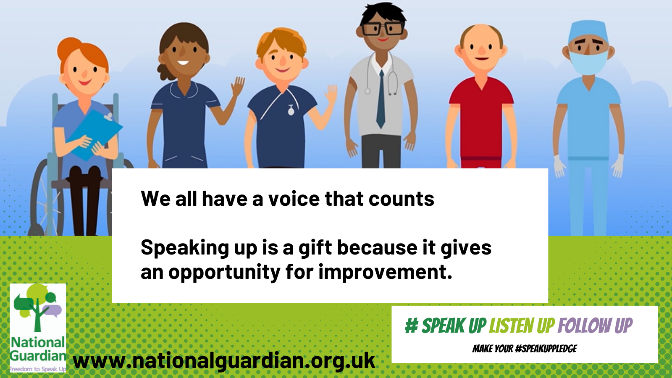 We all have a voice that counts
Speaking up is a gift because it gives
an opportunity for improvement.
# SPEAK UP LISTEN UP FOLLOW UP
MAKE YOUR #SPEAKUPPLEDGE
National
Guardian
Freedom to Speak Up
www.nationalguardian.org.uk